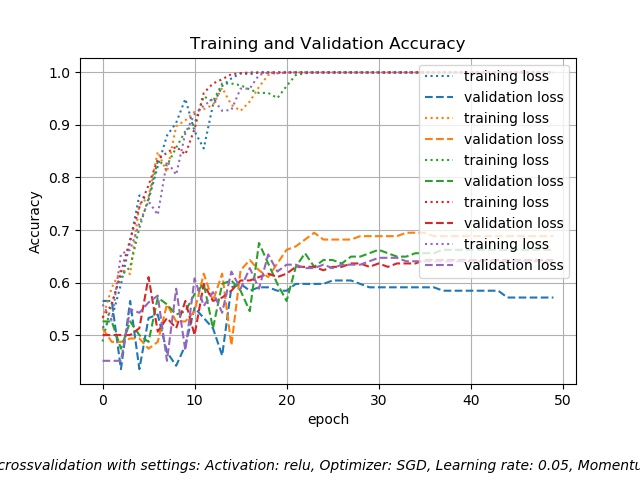 Training and Validation Accuracy
1.0
0.9
0.8
0.7
0.6
0.5
Accuracy
training loss
validation loss
training loss
validation loss
training loss
validation loss
training loss
validation loss
training loss
validation loss
0 10 20 30 40 50
epoch
crossvalidation with settings: Activation: relu, Optimizer: SGD, Learning rate: 0.05, Momentu